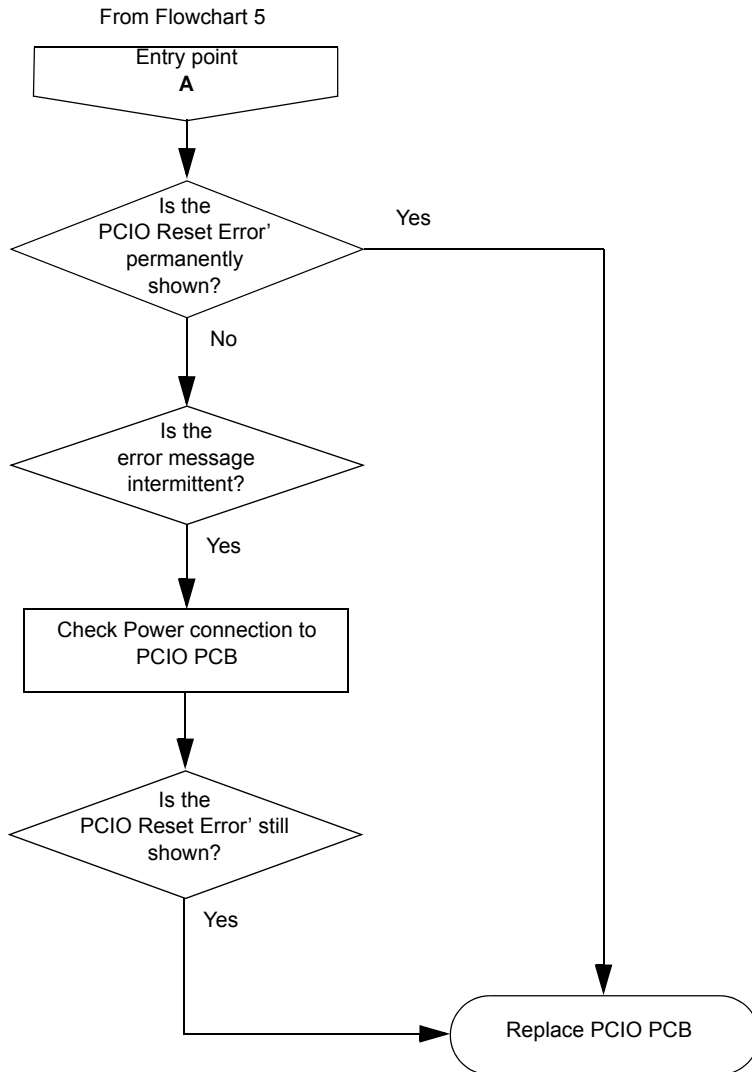 From Flowchart 5
Entry point
A
Is the
PCIO Reset Error'
permanently
shown?
Yes
No
Is the
error message
intermittent?
Yes
Check Power connection to
PCIO PCB
Is the
PCIO Reset Error' still
shown?
Yes
Replace PCIO PCB